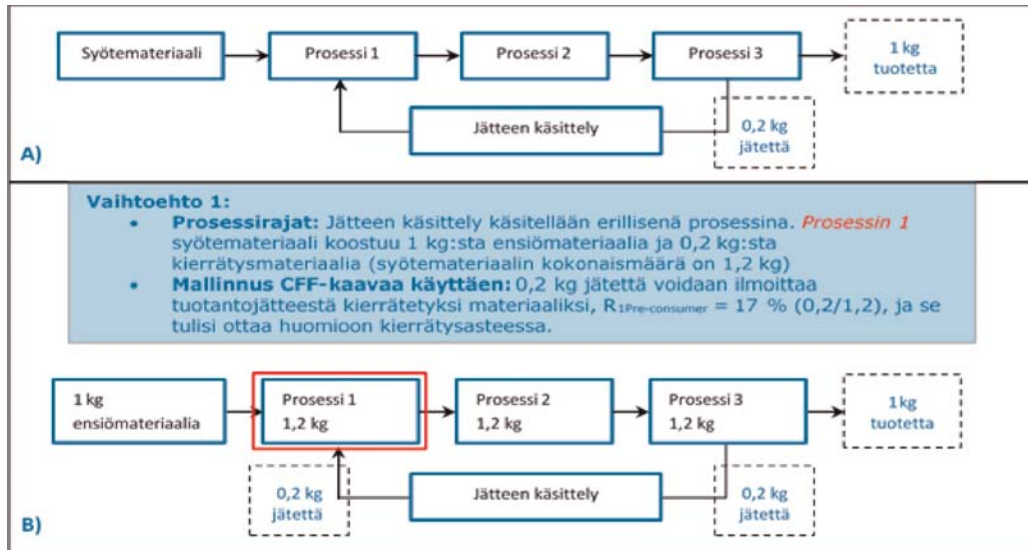 Syötemateriaali
Prosessi 1
Prosessi 2
Prosessi 3
1 kg
tuotetta
Jätteen käsittely
0,2 kg
jätettä
A)
Vaihtoehto 1:
• Prosessirajat: Jätteen käsittely käsitellään erillisenä prosessina. Prosessin 1
syötemateriaali koostuu 1 kg:sta ensiömateriaalia ja 0,2 kg:sta
kierrätysmateriaalia (syötemateriaalin kokonaismäärä on 1,2 kg)
• Mallinnus CFF-kaavaa käyttäen: 0,2 kg jätettä voidaan ilmoittaa
tuotantojätteestä kierrätetyksi materiaaliksi, R1Pre-consumer = 17 % (0,2/1,2), ja se
tulisi ottaa huomioon kierrätysasteessa.
1 kg
ensiömateriaalia
Prosessi 1
1,2 kg
Prosessi 2
1,2 kg
Prosessi 3
1,2 kg
1kg
tuotetta
0,2 kg
jätettä
Jätteen käsittely
0,2 kg
jätettä
B)